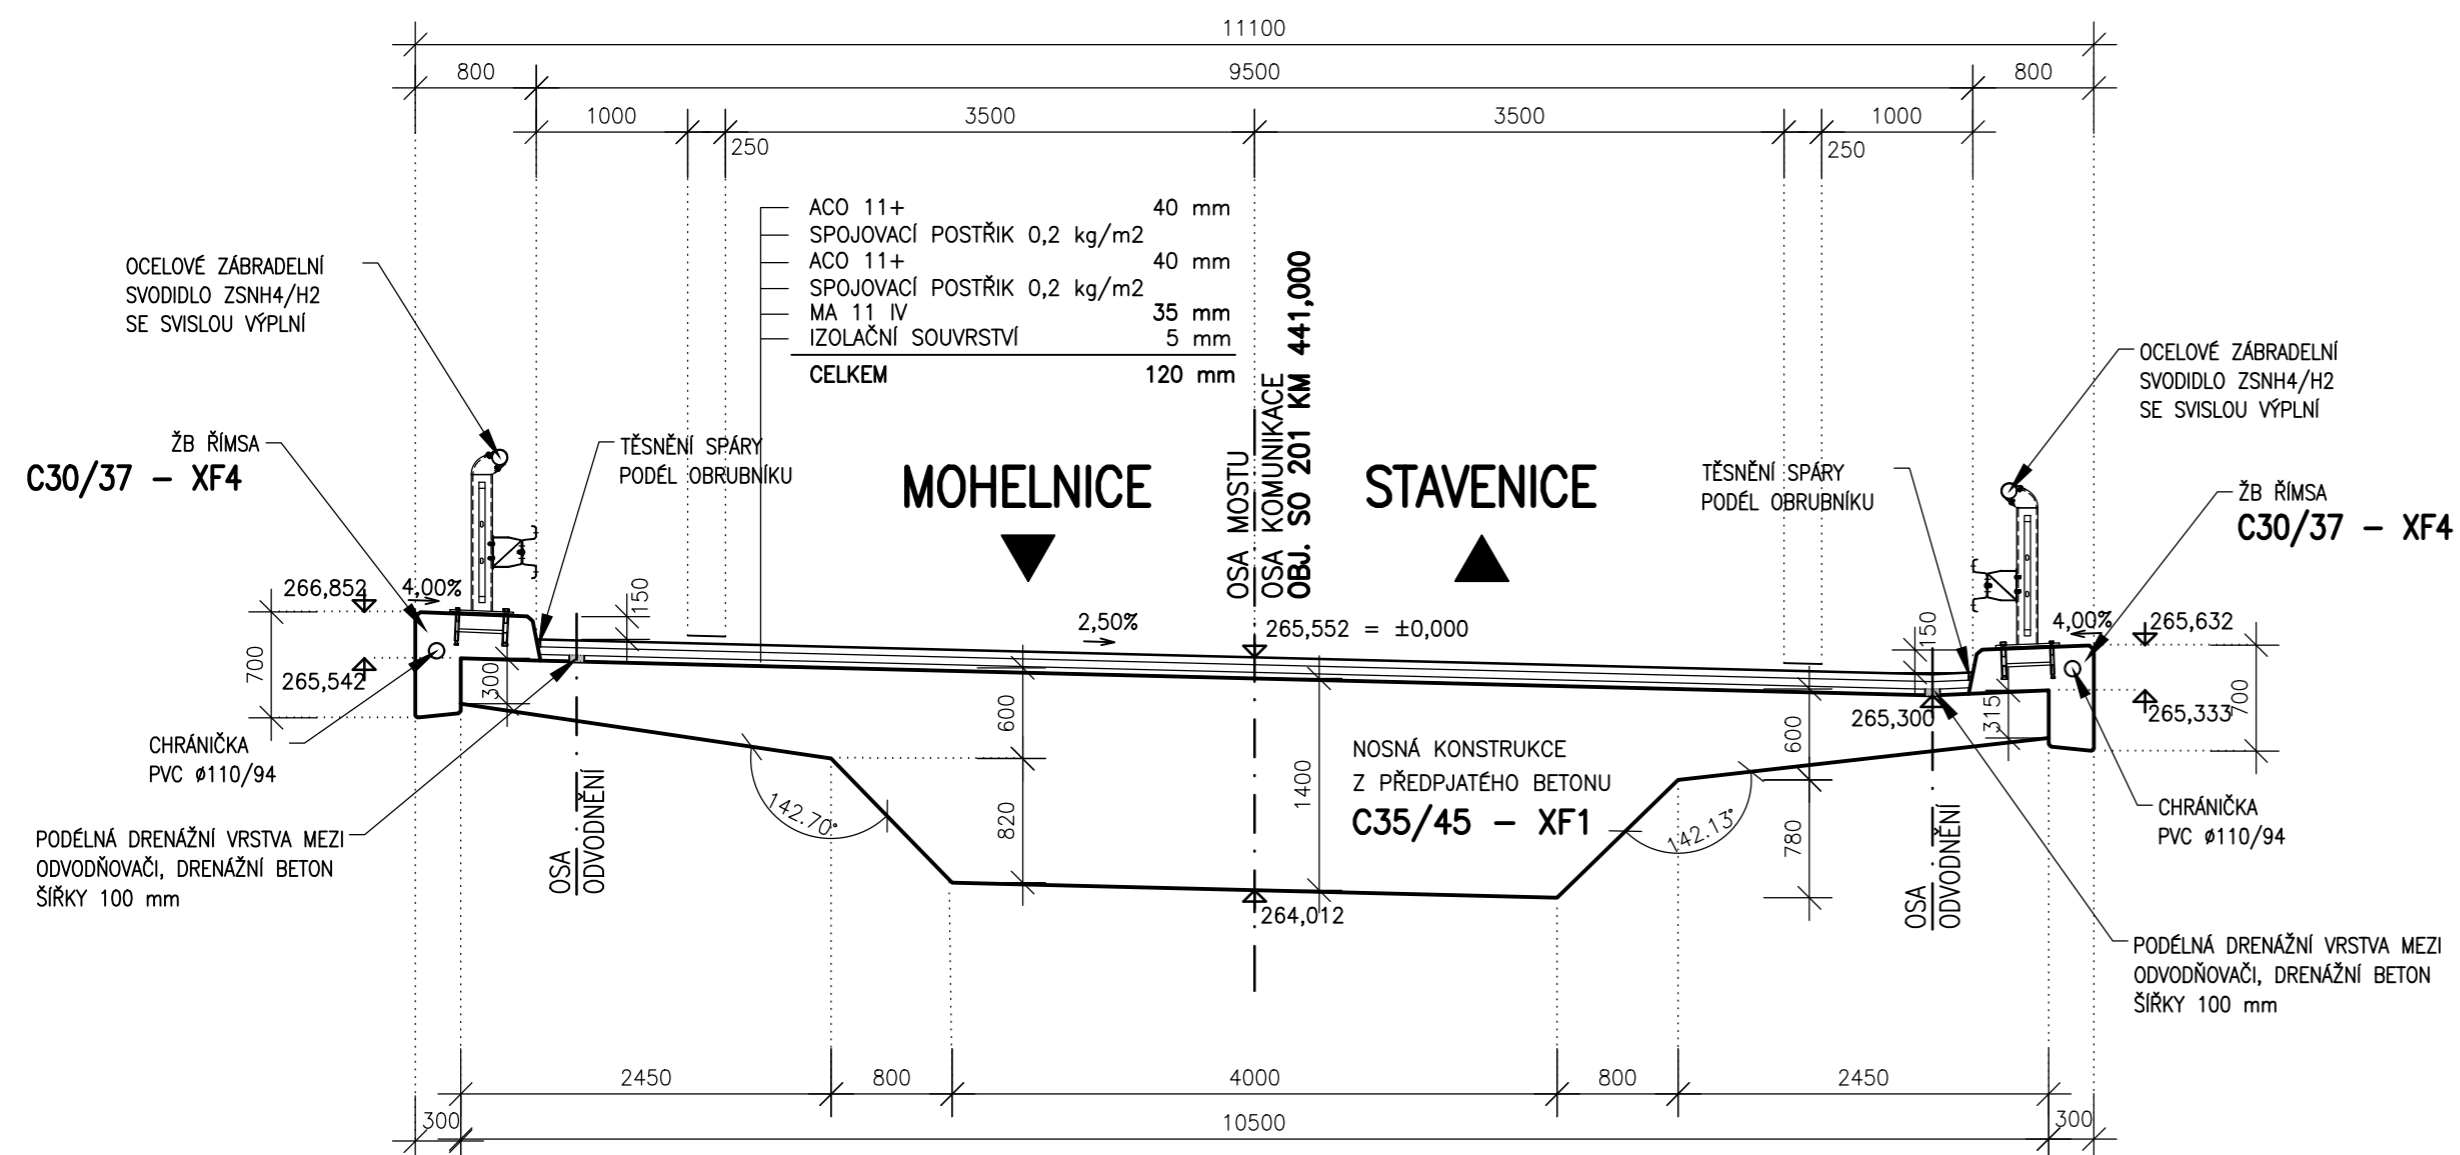 11100
800
9500
800
1000
3500
3500
1000
250
250
ACO 11+ 40 mm
SPOJOVACÍ POSTŘIK 0,2 kg/m2
ACO 11+ 40 mm
SPOJOVACÍ POSTŘIK 0,2 kg/m2
MA 11 IV 35 mm
IZOLAČNÍ SOUVRSTVÍ 5 mm
CELKEM 120 mm
OCELOVÉ ZÁBRADELNÍ
SVODIDLO ZSNH4/H2
SE SVISLOU VÝPLNÍ
ŽB ŘÍMSA
C30/37 – XF4
TĚSNĚNÍ SPÁRY
PODÉL OBRUBNÍKU
MOHELNICE
STAVENICE
OSA MOSTU
OSA KOMUNIKACE
OBJ. SO 201 KM 441,000
TĚSNĚNÍ SPÁRY
PODÉL OBRUBNÍKU
OCELOVÉ ZÁBRADELNÍ
SVODIDLO ZSNH4/H2
SE SVISLOU VÝPLNÍ
ŽB ŘÍMSA
C30/37 – XF4
266,852
4,00%
150
2,50%
265,552 = ±0,000
150
4,00%
265,632
700
265,542
300
600
265,300
600
315
265,333
700
CHRÁNIČKA
PVC ø110/94
142.70°
820
1400
NOSNÁ KONSTRUKCE
Z PŘEDPJATÉHO BETONU
C35/45 – XF1
780
142.13°
CHRÁNIČKA
PVC ø110/94
PODÉLNÁ DRENÁŽNÍ VRSTVA MEZI
ODVODŇOVAČI, DRENÁŽNÍ BETON
ŠÍŘKY 100 mm
OSA
ODVODNĚNÍ
264,012
OSA
ODVODNĚNÍ
PODÉLNÁ DRENÁŽNÍ VRSTVA MEZI
ODVODŇOVAČI, DRENÁŽNÍ BETON
ŠÍŘKY 100 mm
2450
800
4000
800
2450
300
10500
300